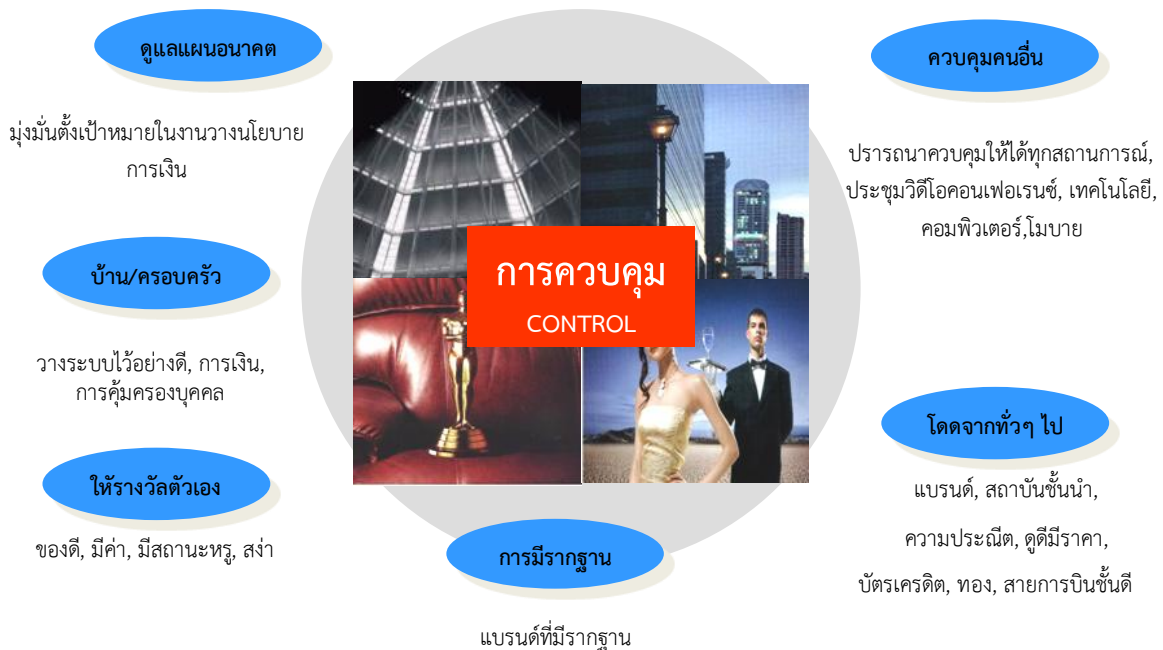 ดูแลแผนอนาคต
มุ่งมั่นตั้งเป้าหมายในงานวางนโยบาย
การเงิน
บ้าน/ครอบครัว
วางระบบไว้อย่างดี, การเงิน,
การคุ้มครองบุคคล
ให้รางวัลตัวเอง
ของดี, มีค่า, มีสถานะหรู, สง่า
การควบคุม
CONTROL
การมีรากฐาน
แบรนด์ที่มีรากฐาน
ควบคุมคนอื่น
ปรารถนาควบคุมให้ได้ทุกสถานการณ์,
ประชุมวิดีโอคอนเฟอเรนซ์, เทคโนโลยี,
คอมพิวเตอร์,โมบาย
โดดจากทั่วๆ ไป
แบรนด์, สถาบันชั้นนำ,
ความประณีต, ดูดีมีราคา,
บัตรเครดิต, ทอง, สายการบินชั้นดี